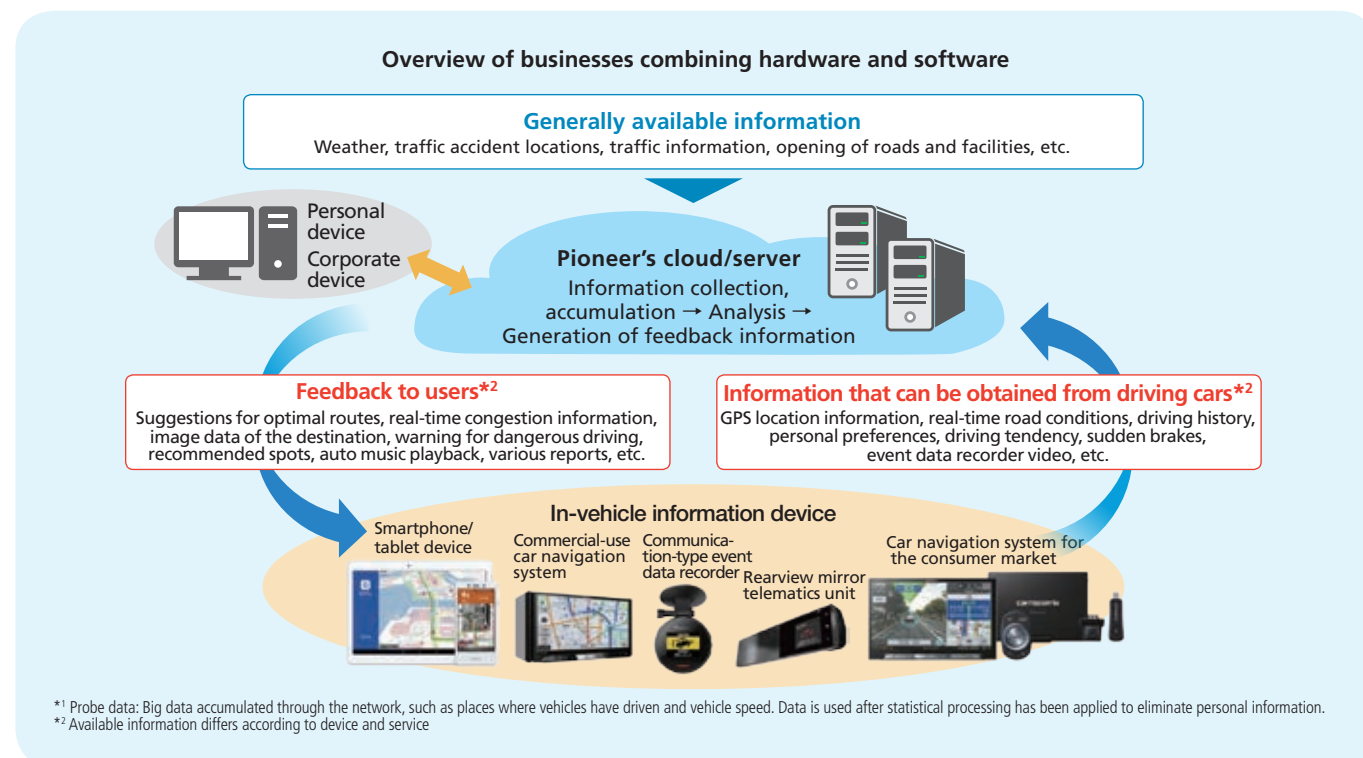 Overview of businesses combining hardware and software
Generally available information
Weather, traffic accident locations, traffic information, opening of roads and facilities, etc.
Personal
device
Corporate
device
Pioneer's cloud/server
Information collection,
accumulation → Analysis →
Generation of feedback information
Feedback to users*2
Suggestions for optimal routes, real-time congestion information,
image data of the destination, warning for dangerous driving,
recommended spots, auto music playback, various reports, etc.
Information that can be obtained from driving cars*2
GPS location information, real-time road conditions, driving history,
personal preferences, driving tendency, sudden brakes,
event data recorder video, etc.
In-vehicle information device
Smartphone/
tablet device
Commercial-use
car navigation
system
Communica-
tion-type event
data recorder
Rearview mirror
telematics unit
Car navigation system for
the consumer market
*1 Probe data: Big data accumulated through the network, such as places where vehicles have driven and vehicle speed. Data is used after statistical processing has been applied to eliminate personal information.
*2 Available information differs according to device and service